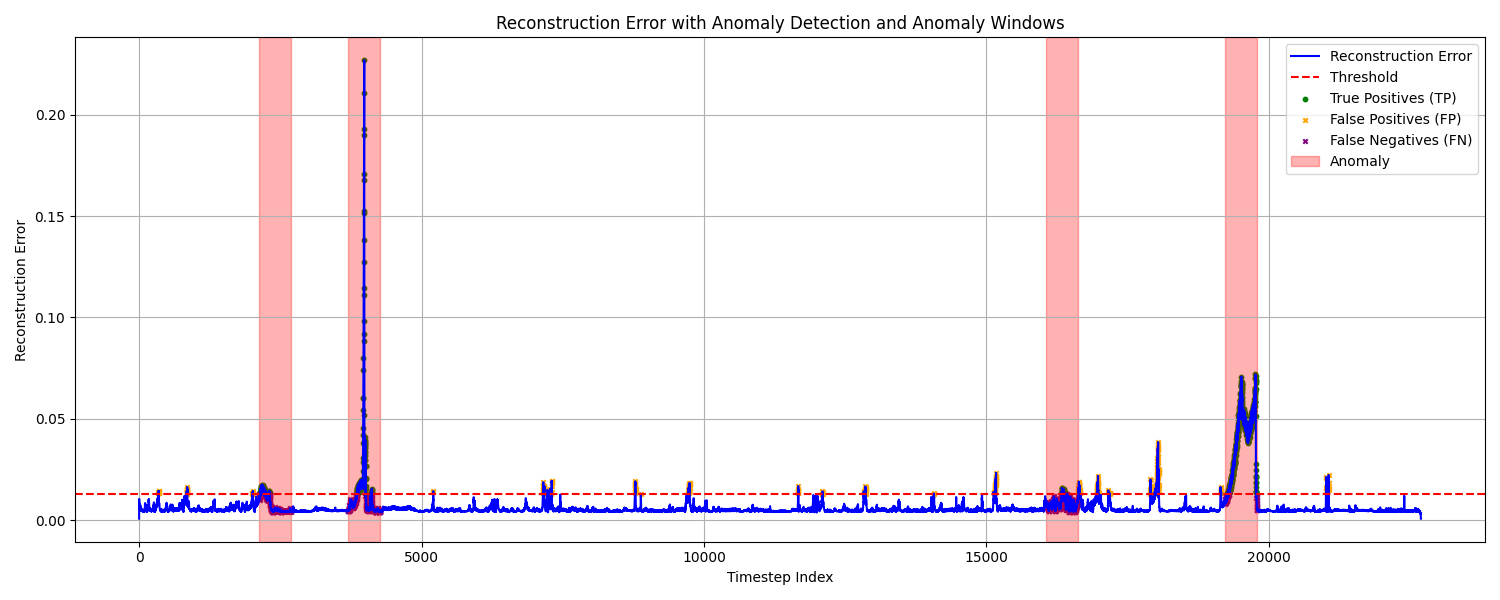 Reconstruction Error with Anomaly Detection and Anomaly Windows
Reconstruction Error
Threshold
True Positives (TP)
False Positives (FP)
False Negatives (FN)
Anomaly
Reconstruction Error
0.20
0.15
0.10
0.05
0.00
0 5000 10000 15000 20000
Timestep Index